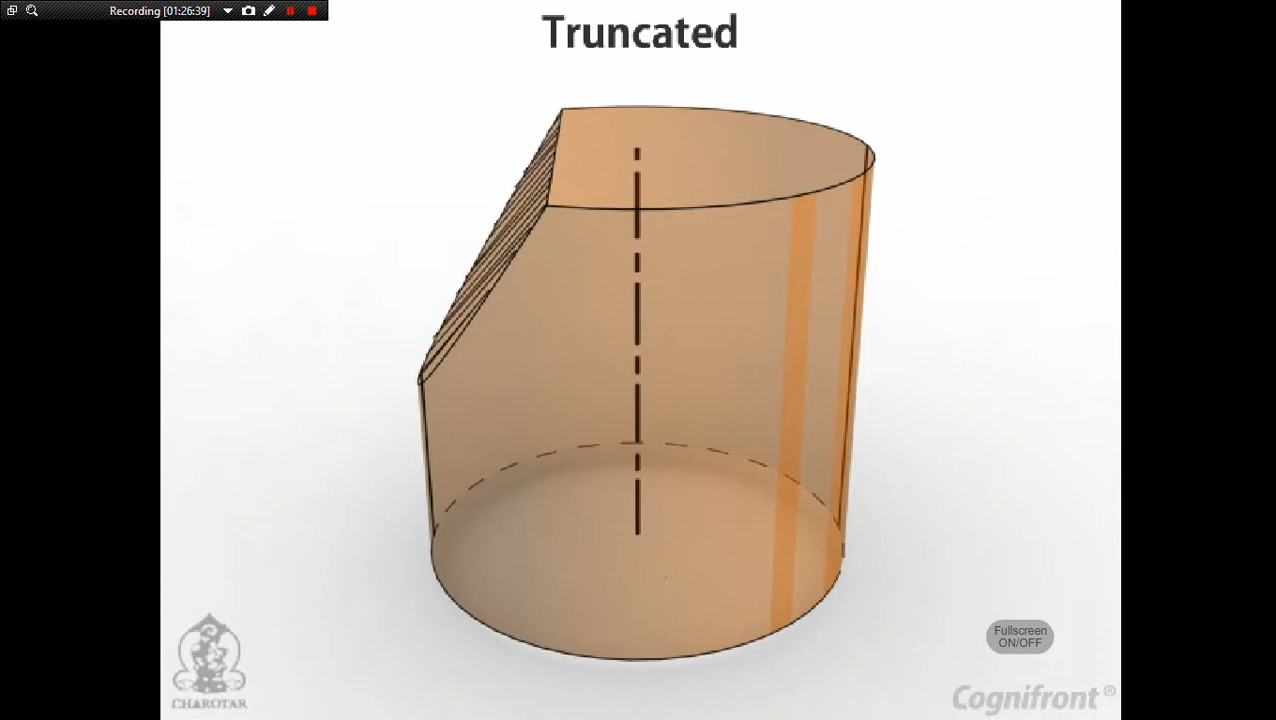 Recording [01:26:39]
Truncated
Fullscreen
ON/OFF
CHAROTAR
Cognifront ®